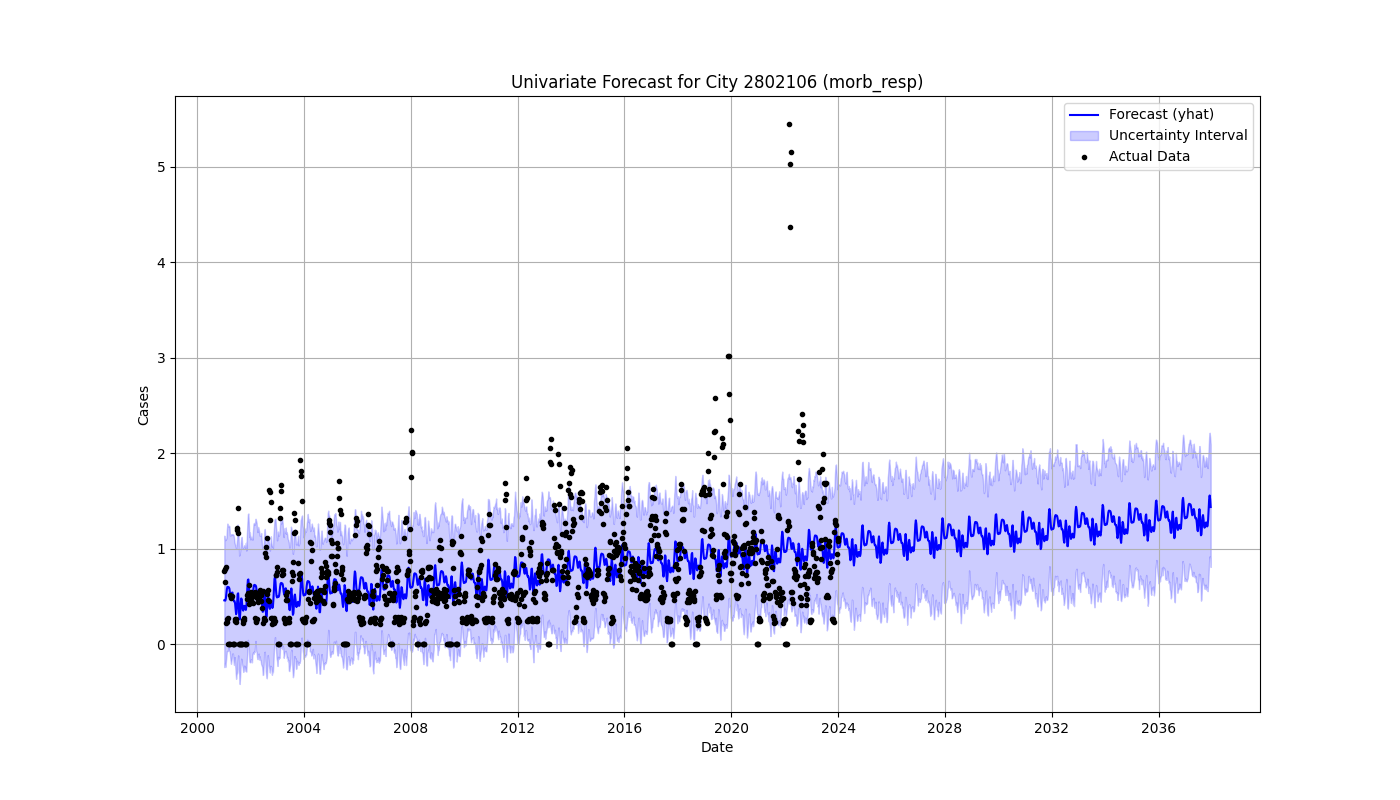 Univariate Forecast for City 2802106 (morb_resp)
Forecast (yhat)
Uncertainty Interval
Actual Data
Cases
5
4
3
2
1
0
2000 2004 2008 2012 2016 2020 2024 2028 2032 2036
Date